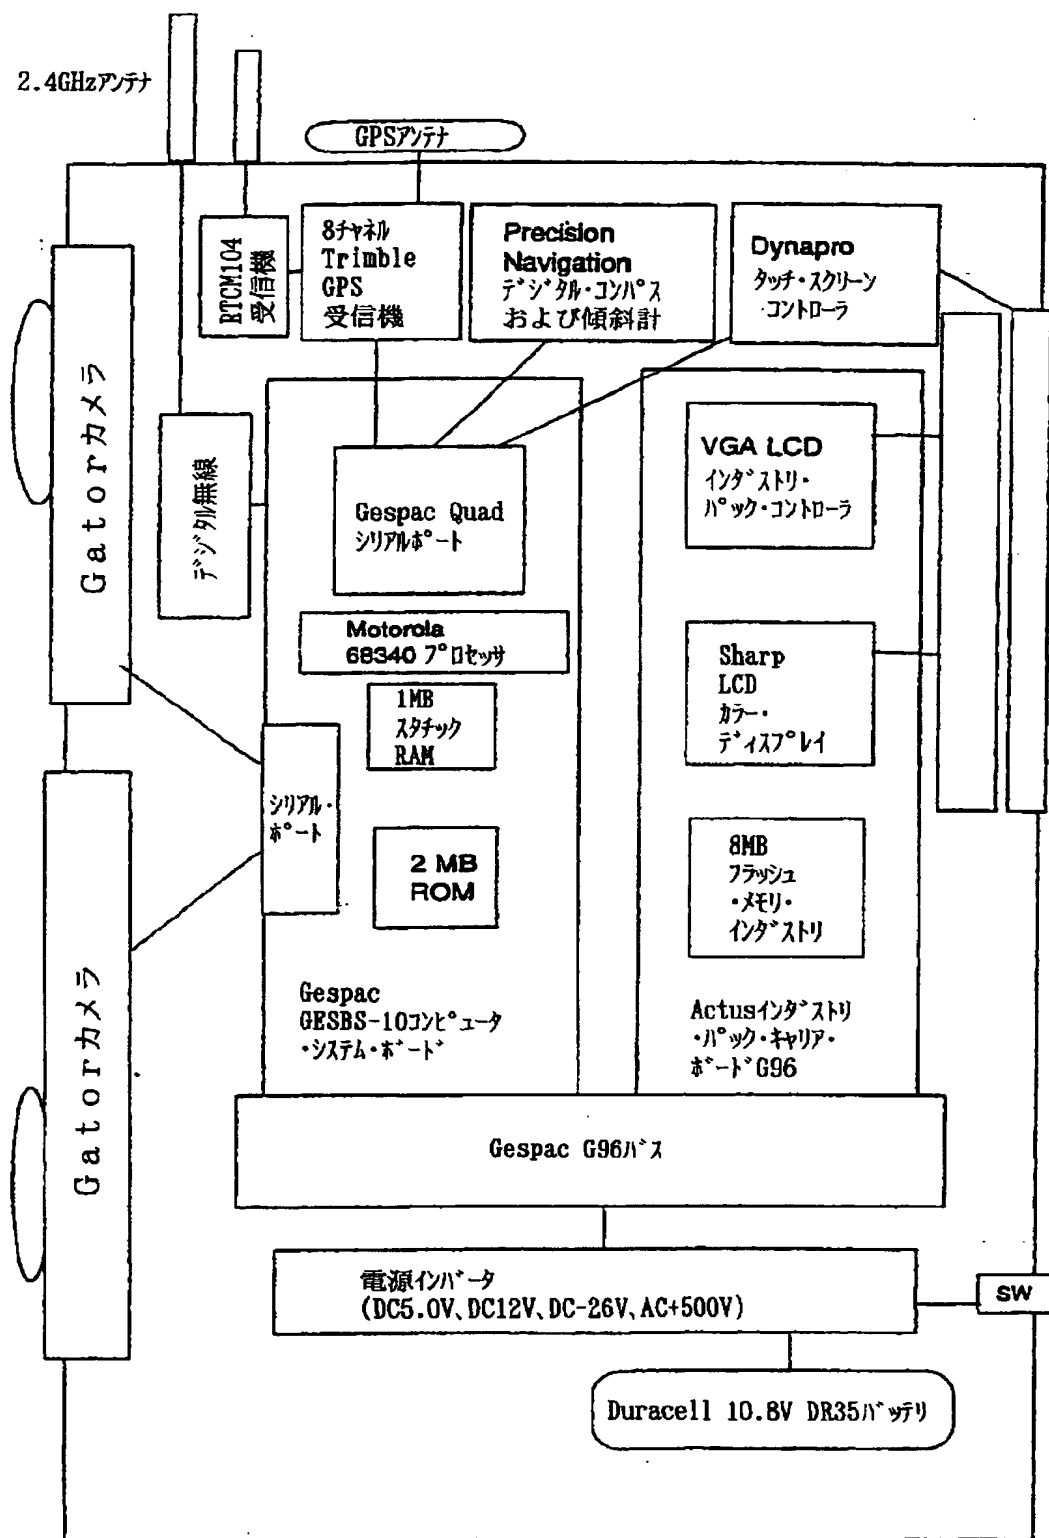 2.4GHzアンテナ
GPSアンテナ
RTCM104
受信機
8チャネル
Trimble
GPS
受信機
Precision
Navigation
デジタル・コンパス
および傾斜計
Dynapro
タッチ・スクリーン
・コントローラ
Gatorカメラ
デジタル無線
Gespac Quad
シリアルポート
VGA LCD
インダストリ・
パック・コントローラ
Motorola
68340 プロセッサ
1MB
スタチック
RAM
Sharp
LCD
カラー・
ディスプレイ
シリアル・
ポート
2 MB
ROM
8MB
フラッシュ
・メモリ・
インダストリ
Gatorカメラ
Gespac
GESBS-10コンピュータ
・システム・ボード
Actusインダストリ
・パック・キャリア・
ボードG96
Gespac G96バス
電源インバータ
(DC5.0V、DC12V、DC-26V、AC+500V)
SW
Duracell 10.8V DR35バッテリ